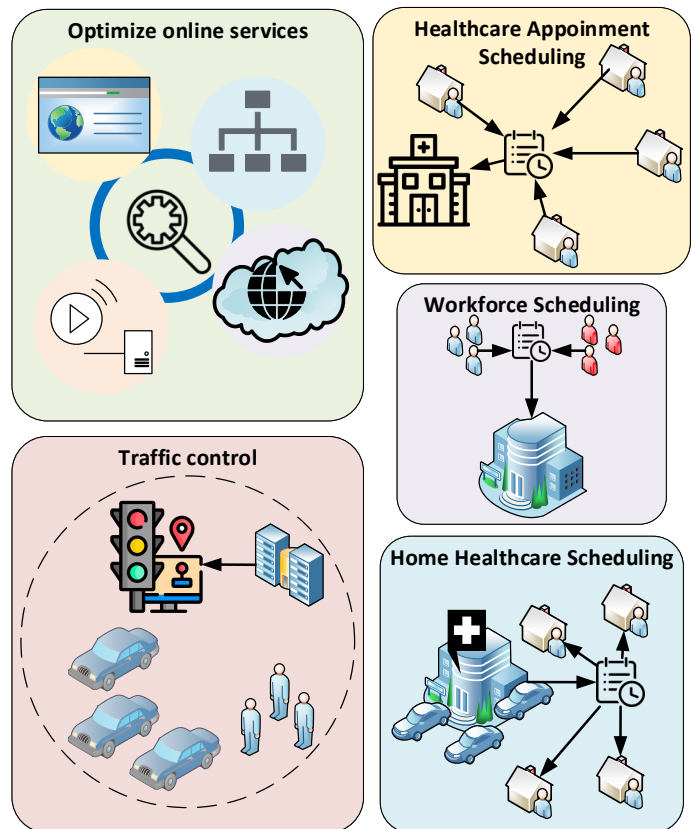 Optimize online services
Healthcare Appoinment
Scheduling
Workforce Scheduling
Traffic control
Home Healthcare Scheduling